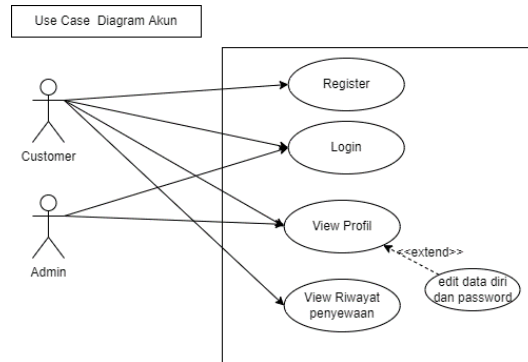 Use Case Diagram Akun
Register
Customer
Login
Admin
View Profil
<<extend>>
edit data diri
dan password
View Riwayat
penyewaan